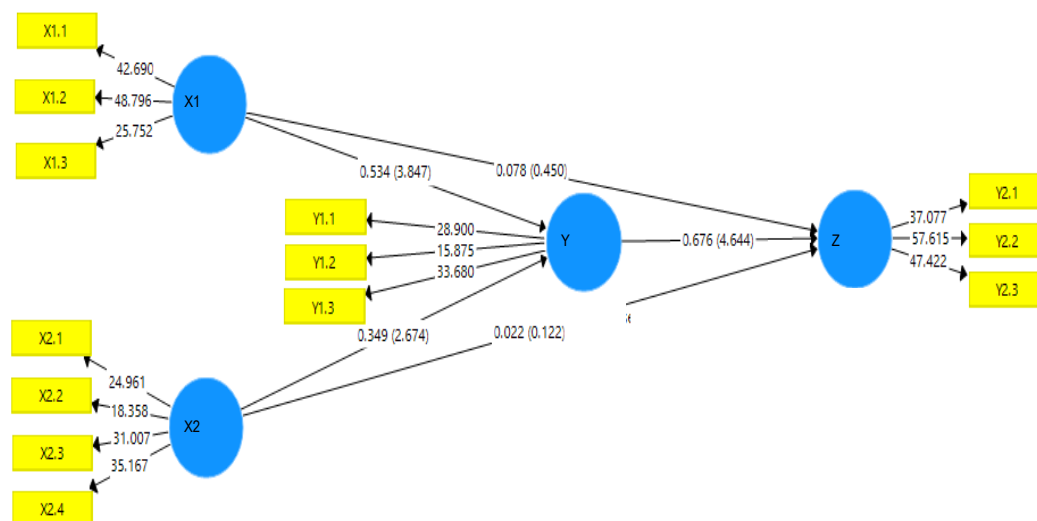 X1.1
42.690
X1.2
48.796
X1
25.752
X1.3
0.534 (3.847)
0.078 (0.450)
Y1.1
28.900
Y1.2
15.875
Y1.3
33.680
Y
0.676 (4.644)
Z
Y2.1
37.077
Y2.2
57.615
Y2.3
47.422
0.349 (2.674)
0.022 (0.122)
X2.1
24.961
X2.2
18.358
X2
X2.3
31.007
35.167
X2.4